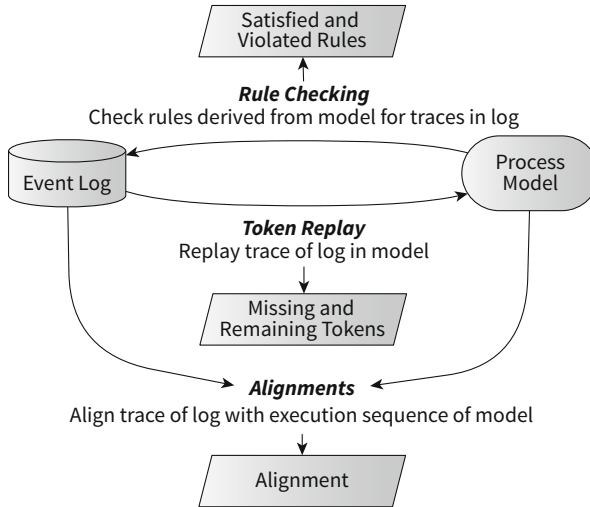 Satisfied and
Violated Rules
Rule Checking
Check rules derived from model for traces in log
Event Log
Process
Model
Token Replay
Replay trace of log in model
Missing and
Remaining Tokens
Alignments
Align trace of log with execution sequence of model
Alignment